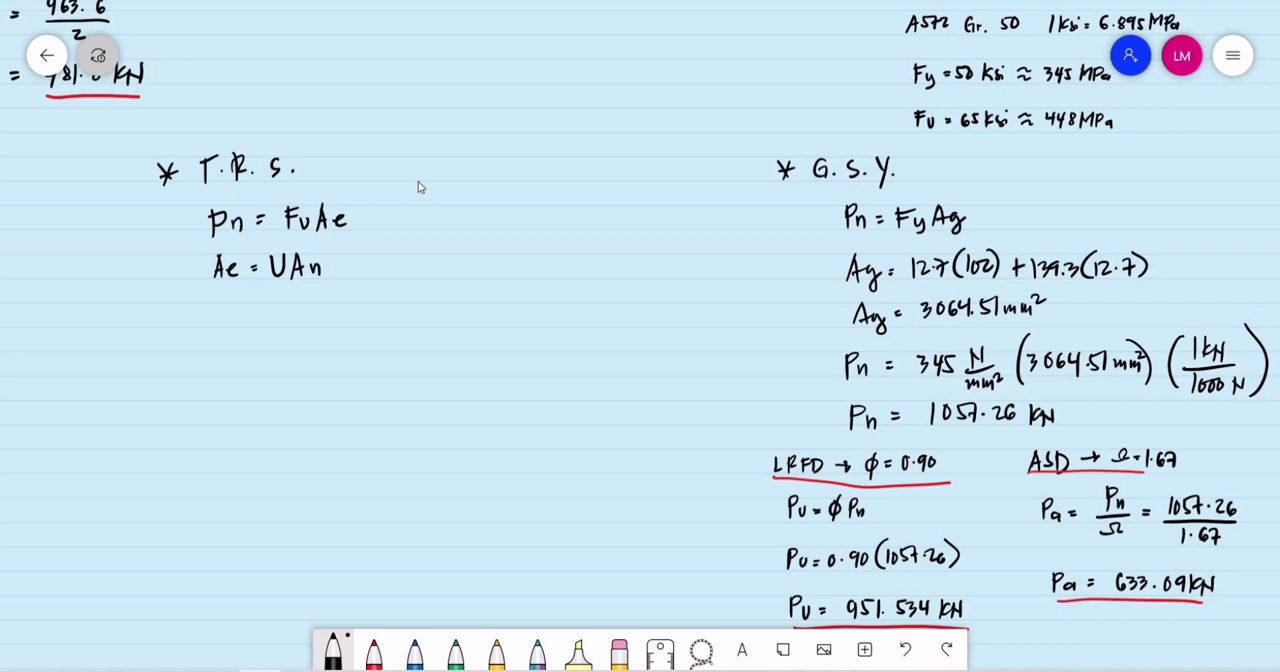 = 963.6
2
= 481.8 KN
A572 Gr. 50 1 Ksi = 6.895 MPa
Fy = 50 Ksi ≈ 345 MPa
Fu = 65 Ksi ≈ 448 MPa
LM
* T.R.S.
Pn = FuAe
Ae = UAn
* G.S.Y.
Pn = FyAg
Ag = 12.7(102) + 139.3(12.7)
Ag = 3064.51 mm²
Pn = 345 N/mm² (3064.51 mm²) (1 KN / 1000 N)
Pn = 1057.26 KN
LRFD → ϕ = 0.90
Pu = ϕPn
Pu = 0.90(1057.26)
Pu = 951.534 KN
ASD → Ω = 1.67
Pa = Pn/Ω = 1057.26/1.67
Pa = 633.09 KN
A